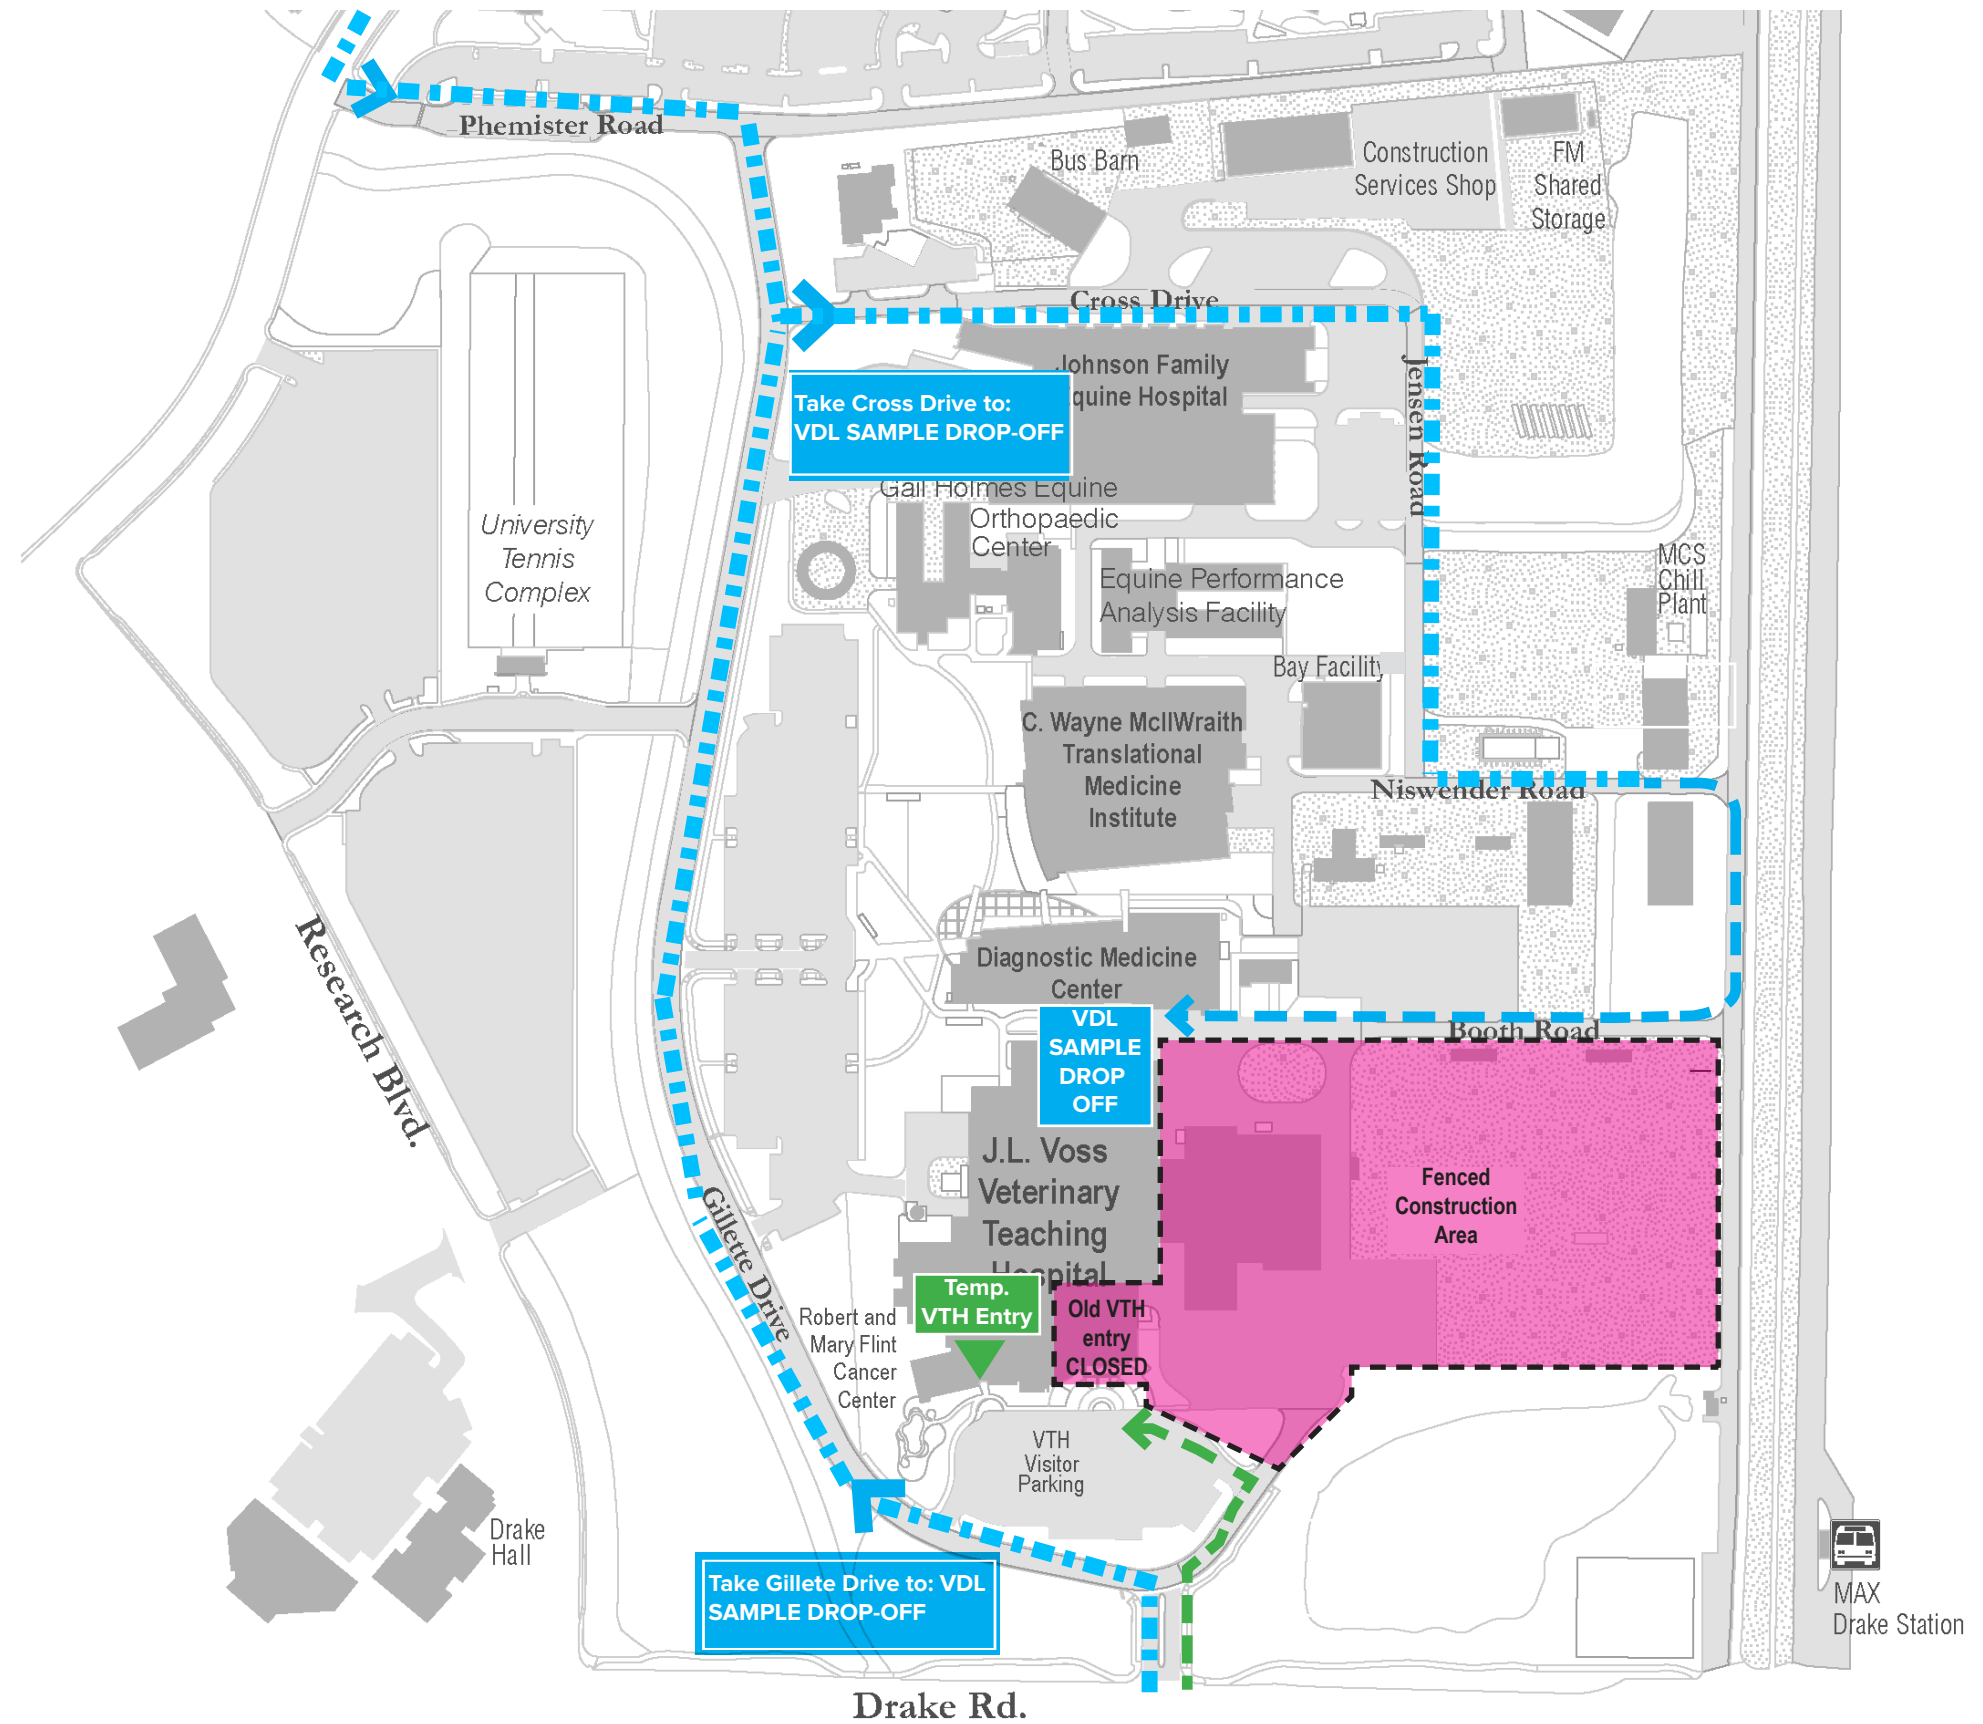 Phemister Road
Bus Barn
Construction
Services Shop
FM
Shared
Storage
Cross Drive
Johnson Family
quine Hospital
Jensen Road
Take Cross Drive to:
VDL SAMPLE DROP-OFF
Gail Holmes Equine
Orthopaedic
Center
University
Tennis
Complex
Equine Performance
Analysis Facility
MCS
Chill
Plant
Bay Facility
C. Wayne McIlWraith
Translational
Medicine
Institute
Niswender Road
Research Blvd.
Diagnostic Medicine
Center
VDL
SAMPLE
DROP
OFF
Booth Road
J.L. Voss
Veterinary
Teaching
Hospital
Fenced
Construction
Area
Gillette Drive
Temp.
VTH Entry
Old VTH
entry
CLOSED
Robert and
Mary Flint
Cancer
Center
VTH
Visitor
Parking
Drake
Hall
Take Gillete Drive to: VDL
SAMPLE DROP-OFF
MAX
Drake Station
Drake Rd.